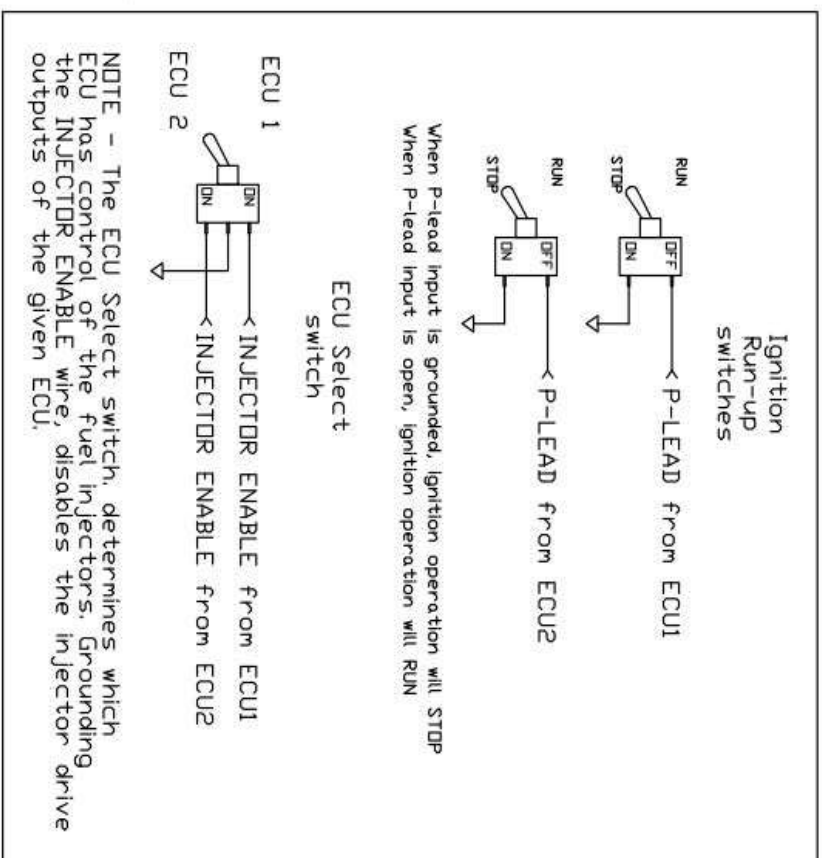 Ignition
Run-up
switches
RUN
OFF
ON
STOP
P-LEAD from ECU1
RUN
OFF
ON
STOP
P-LEAD from ECU2
When P-lead input is grounded, ignition operation will STOP
When P-lead input is open, ignition operation will RUN
ECU Select
switch
ECU 1
ON
ON
ECU 2
INJECTOR ENABLE from ECU1
INJECTOR ENABLE from ECU2
NOTE - The ECU Select switch, determines which
ECU has control of the fuel injectors. Grounding
the INJECTOR ENABLE wire, disables the injector drive
outputs of the given ECU.